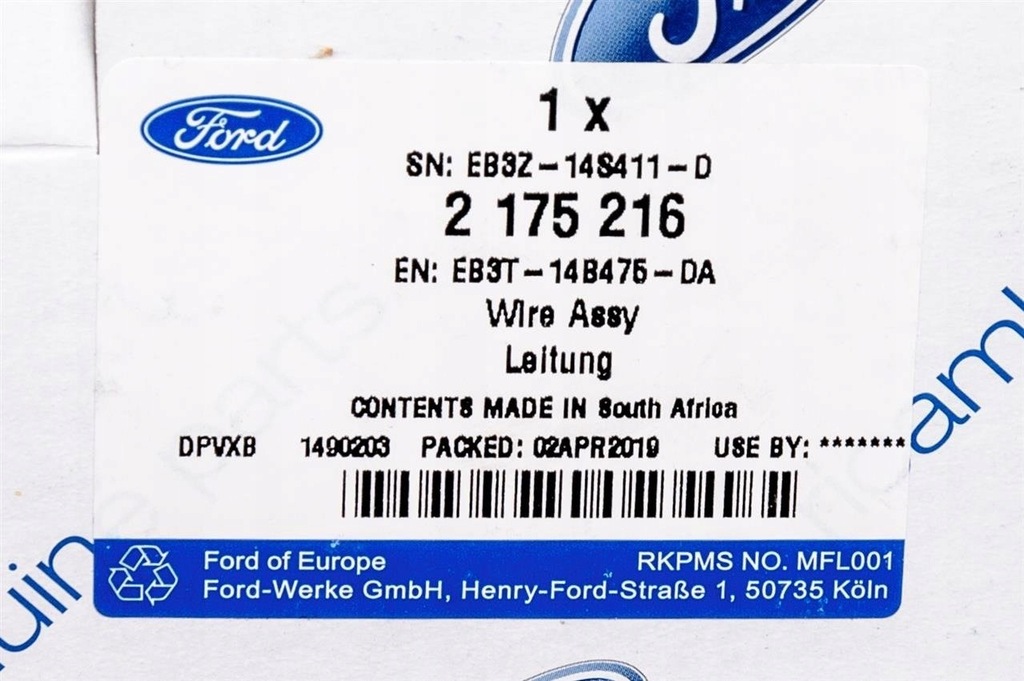 Ford
1 x
SN: EB3Z-14S411-D
2 175 216
EN: EB3T-14B475-DA
Wire Assy
Leitung
CONTENTS MADE IN South Africa
DPVXB 1490203 PACKED: 02APR2019 USE BY: *******
Ford of Europe RKPMS NO. MFL001
Ford-Werke GmbH, Henry-Ford-Straße 1, 50735 Köln